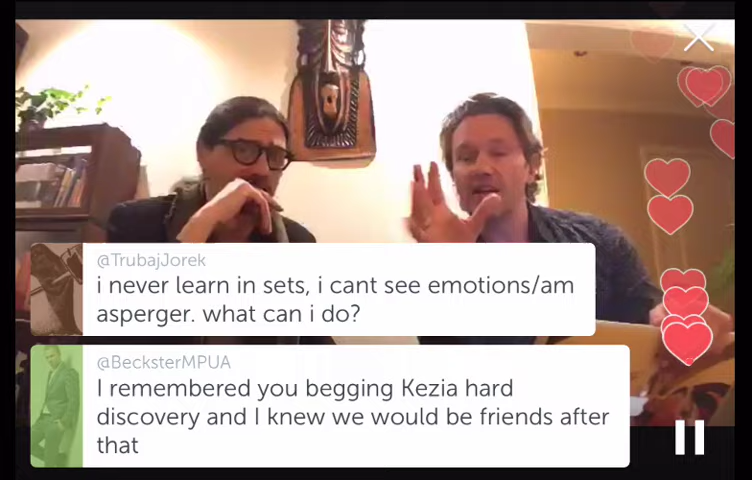 @TrubajJorek
i never learn in sets, i cant see emotions/am
asperger. what can i do?
@BecksterMPUA
I remembered you begging Kezia hard
discovery and I knew we would be friends after
that